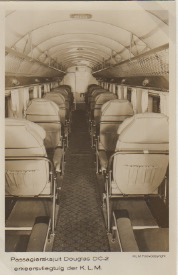 Passagierskajuit Douglas DC-2
verkeersvliegtuig der K.L.M.